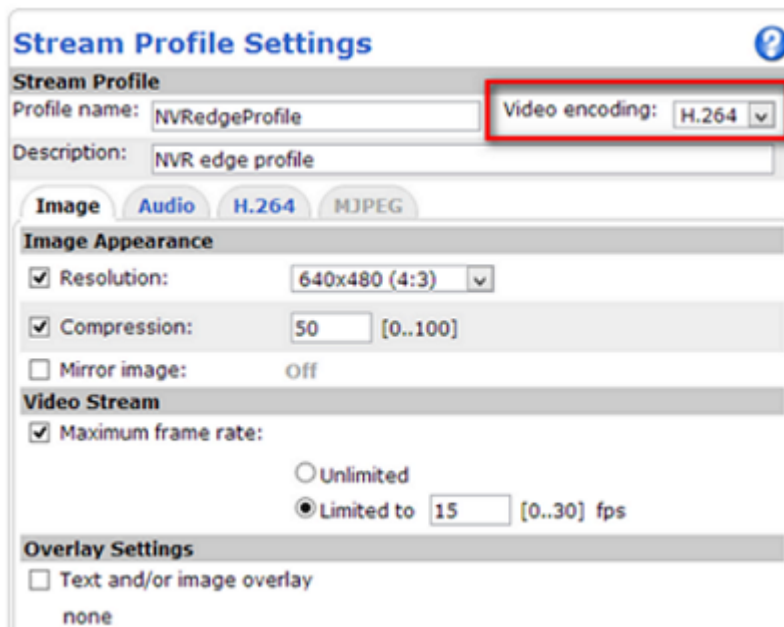 Stream Profile Settings ?
Stream Profile
Profile name: NVRedgeProfile Video encoding: H.264
Description: NVR edge profile
Image Audio H.264 MJPEG
Image Appearance
Resolution: 640x480 (4:3)
Compression: 50 [0..100]
Mirror image: Off
Video Stream
Maximum frame rate:
Unlimited
Limited to 15 [0..30] fps
Overlay Settings
Text and/or image overlay
none